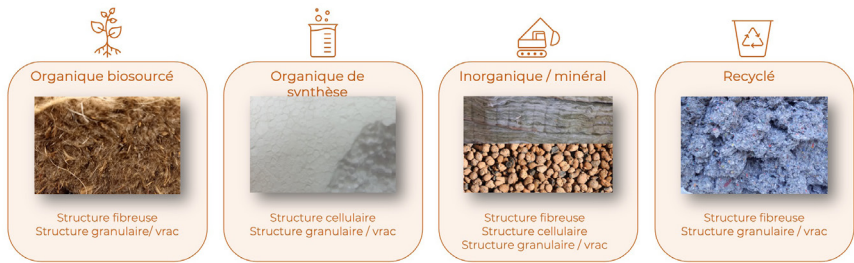 Organique biosourcé
Structure fibreuse
Structure granulaire/ vrac
Organique de
synthèse
Structure cellulaire
Structure granulaire / vrac
Inorganique / minéral
Structure fibreuse
Structure cellulaire
Structure granulaire / vrac
Recyclé
Structure fibreuse
Structure granulaire / vrac